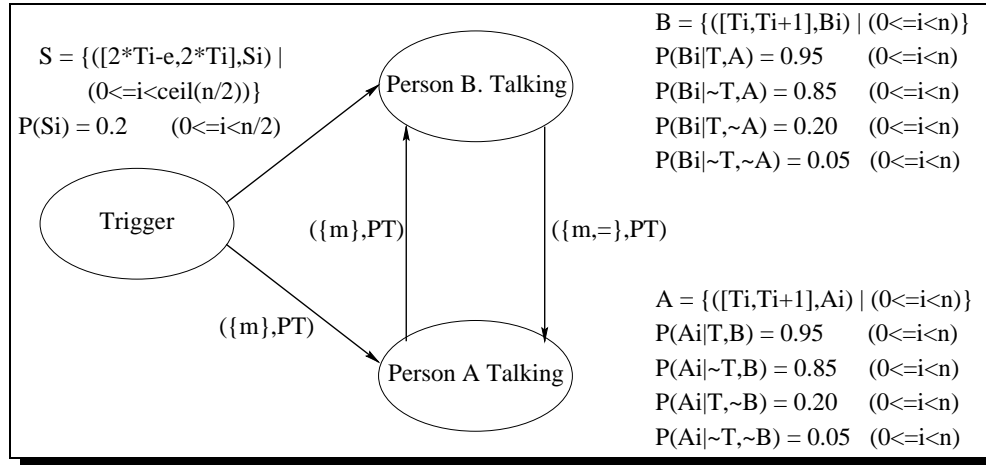 S = {([2*Ti-e,2*Ti],Si) |
(0<=i<ceil(n/2))}
P(Si) = 0.2 (0<=i<n/2)
B = {([Ti,Ti+1],Bi) | (0<=i<n)}
P(Bi|T,A) = 0.95 (0<=i<n)
P(Bi|~T,A) = 0.85 (0<=i<n)
P(Bi|T,~A) = 0.20 (0<=i<n)
P(Bi|~T,~A) = 0.05 (0<=i<n)
Person B. Talking
Trigger
({m},PT)
({m,=},PT)
({m},PT)
Person A Talking
A = {([Ti,Ti+1],Ai) | (0<=i<n)}
P(Ai|T,B) = 0.95 (0<=i<n)
P(Ai|~T,B) = 0.85 (0<=i<n)
P(Ai|T,~B) = 0.20 (0<=i<n)
P(Ai|~T,~B) = 0.05 (0<=i<n)